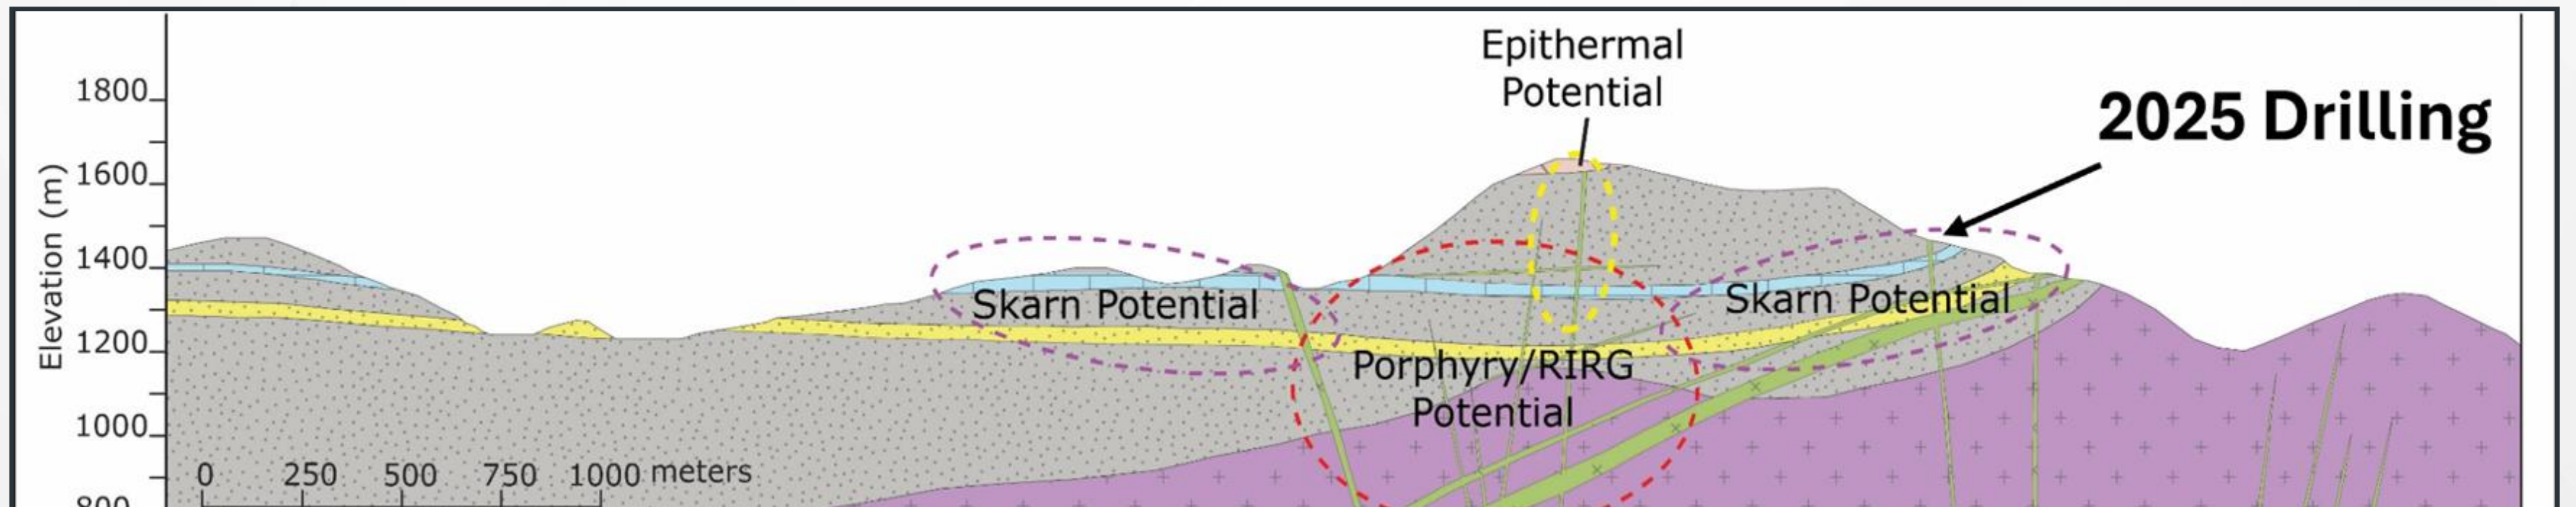 Epithermal
Potential
2025 Drilling
Elevation (m)
1800
1600
1400
1200
1000
800
Skarn Potential
Skarn Potential
Porphyry/RIRG
Potential
0 250 500 750 1000 meters